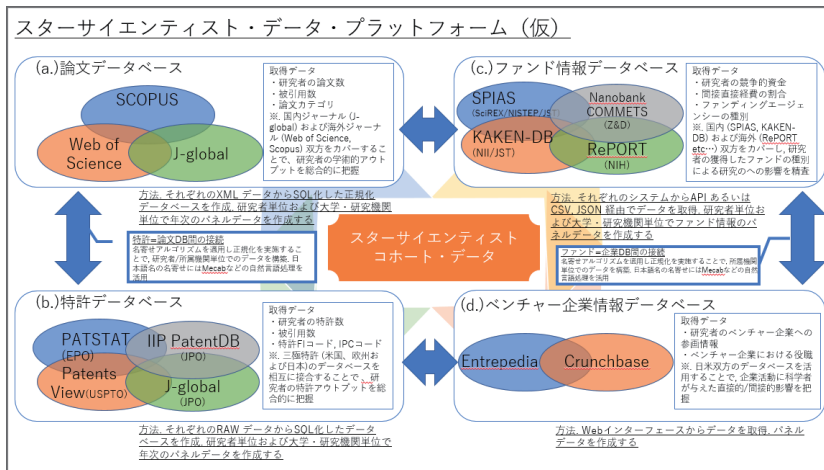 スターサイエンティスト・データ・プラットフォーム（仮）
(a.)論文データベース
SCOPUS
Web of
Science
J-global
取得データ
・研究者の論文数
・被引用数
・論文カテゴリ
※. 国内ジャーナル (J-
global) および海外ジャーナル
(Web of Science,
Scopus) 双方をカバーするこ
とで、研究者の学術的アウト
プットを総合的に把握
方法. それぞれのXML データからSQL化した正規化
データベースを作成. 研究者単位および大学・研究機関
単位で年次のパネルデータを作成する
(c.)ファンド情報データベース
SPIAS
(SciREX/NISTEP/JST)
Nanobank
COMMETS
(Z&D)
KAKEN-DB
(NII/JST)
RePORT
(NIH)
取得データ
・研究者の競争的資金
・間接直接経費の割合
・ファンディングエージェ
ンシーの種別
※. 国内 (SPIAS, KAKEN-
DB) および海外 (RePORT
etc…) 双方をカバーし, 研究
者の獲得したファンドの種別
による研究のへの影響を精査
方法. それぞれのシステムからAPI あるいは
CSV, JSON 経由でデータを取得. 研究者単位お
よび大学・研究機関単位でファンド情報のパ
ネルデータを作成する
特許=論文DB間の接続
名寄せアルゴリズムを適用し正規化を実施するこ
とで, 研究者/所属機関単位でのデータを構築. 日
本語名の名寄せにはMecabなどの自然言語処理を
活用
スターサイエンティスト
コホート・データ
ファンド=企業DB間の接続
名寄せアルゴリズムを適用し正規化を実施することで, 所属機関
単位でのデータを構築. 日本語名の名寄せにはMecabなどの自然
言語処理を活用
(b.)特許データベース
PATSTAT
(EPO)
IIP PatentDB
(JPO)
Patents
View(USPTO)
J-global
(JPO)
取得データ
・研究者の特許数
・被引用数
・特許FIコード, IPCコード
※. 三極特許 (米国, 欧州お
よび日本)のデータベースを
相互に接合することで , 研
究者の特許アウトプットを総
合的に把握
方法. それぞれのRAW データからSQL化したデータ
ベースを作成. 研究者単位および大学・研究機関単位で
年次のパネルデータを作成する
(d.)ベンチャー企業情報データベース
Entrepedia
Crunchbase
取得データ
・研究者のベンチャー企業への
参画情報
・ベンチャー企業における役職
※. 日米双方のデータベースを活
用することで, 企業活動に科学者
が与えた直接的/間接的影響を把
握
方法. Webインターフェースからデータを取得. パネル
データを作成する